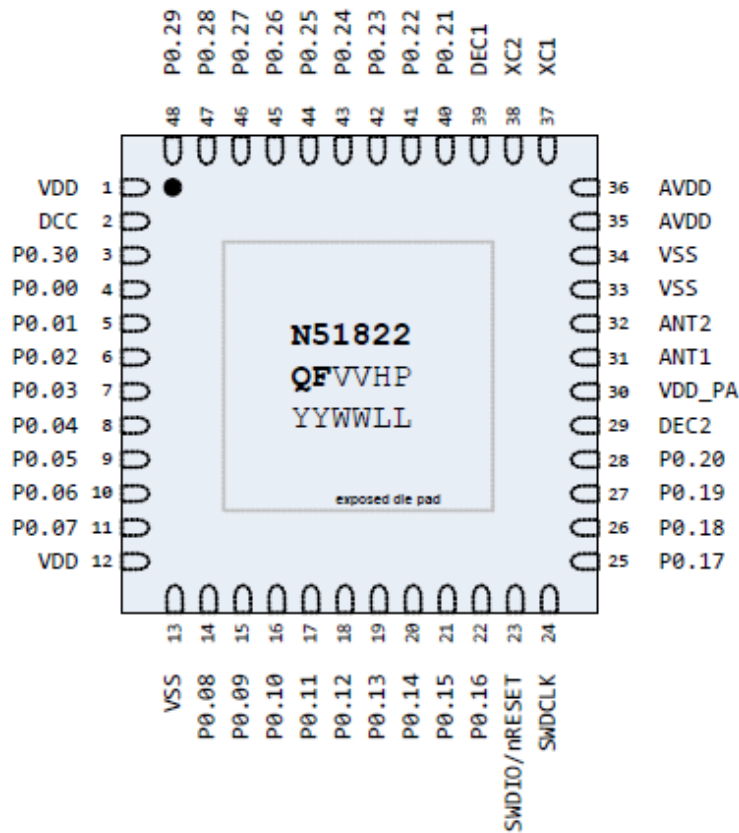 P0.29 P0.28 P0.27 P0.26 P0.25 P0.24 P0.23 P0.22 P0.21 DEC1 XC2 XC1
48 47 46 45 44 43 42 41 40 39 38 37
VDD 1
DCC 2
P0.30 3
P0.00 4
P0.01 5
P0.02 6
P0.03 7
P0.04 8
P0.05 9
P0.06 10
P0.07 11
VDD 12
N51822
QFVVHP
YYWWLL
exposed die pad
36 AVDD
35 AVDD
34 VSS
33 VSS
32 ANT2
31 ANT1
30 VDD_PA
29 DEC2
28 P0.20
27 P0.19
26 P0.18
25 P0.17
13 14 15 16 17 18 19 20 21 22 23 24
VSS P0.08 P0.09 P0.10 P0.11 P0.12 P0.13 P0.14 P0.15 P0.16 SWDIO/nRESET SWDCLK